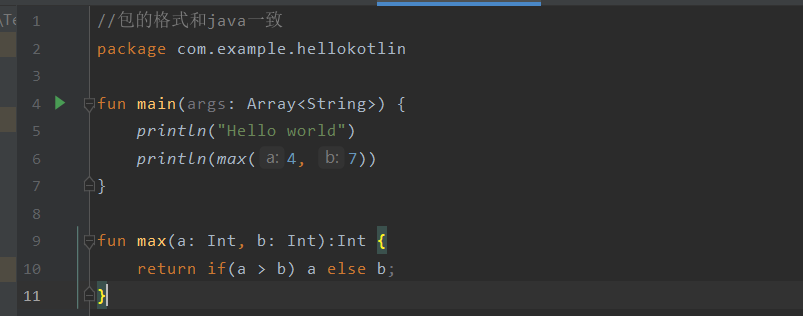 \Te
1 //包的格式和java一致
2 package com.example.hellokotlin
3
4 fun main(args: Array<String>) {
5 println("Hello world")
6 println(max( a: 4, b: 7))
7 }
8
9 fun max(a: Int, b: Int):Int {
10 return if(a > b) a else b;
11 }